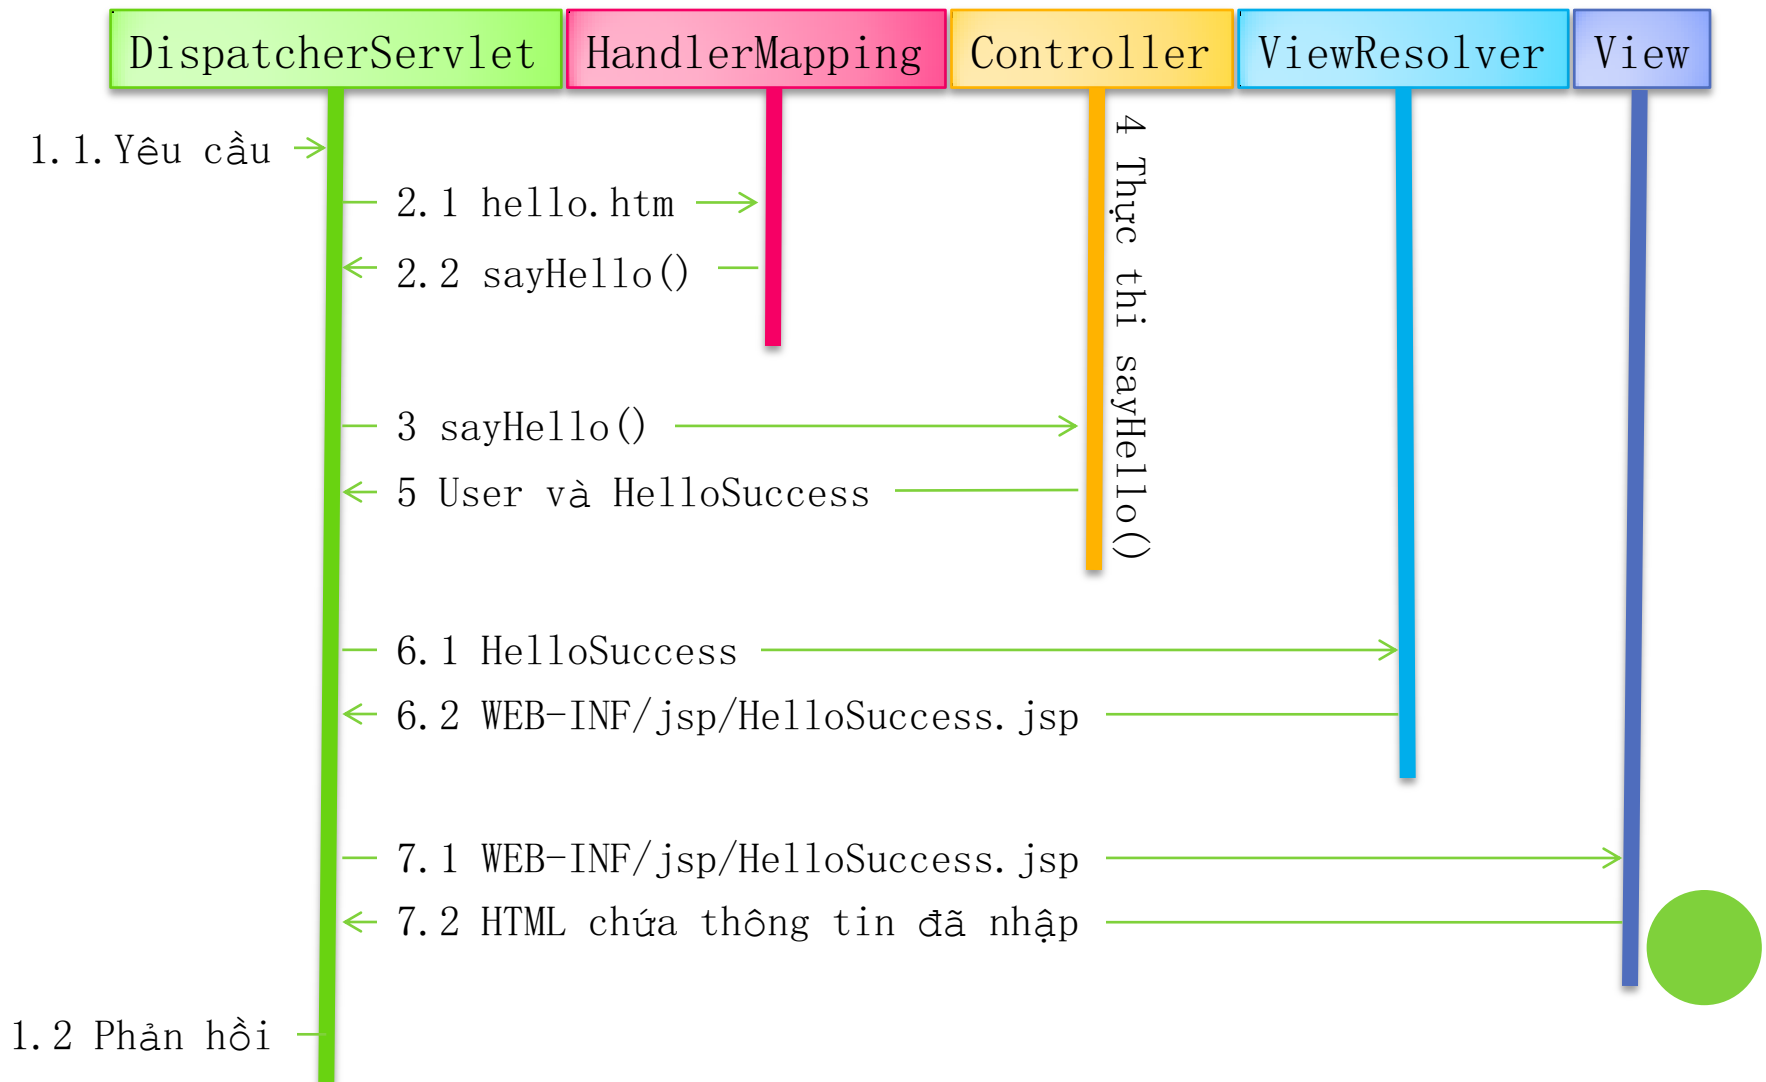 DispatcherServlet
HandlerMapping
Controller
ViewResolver
View
1.1.Yêu cầu
2.1 hello.htm
2.2 sayHello()
3 sayHello()
4 Thực thi sayHello()
5 User và HelloSuccess
6.1 HelloSuccess
6.2 WEB-INF/jsp/HelloSuccess.jsp
7.1 WEB-INF/jsp/HelloSuccess.jsp
7.2 HTML chứa thông tin đã nhập
1.2 Phản hồi